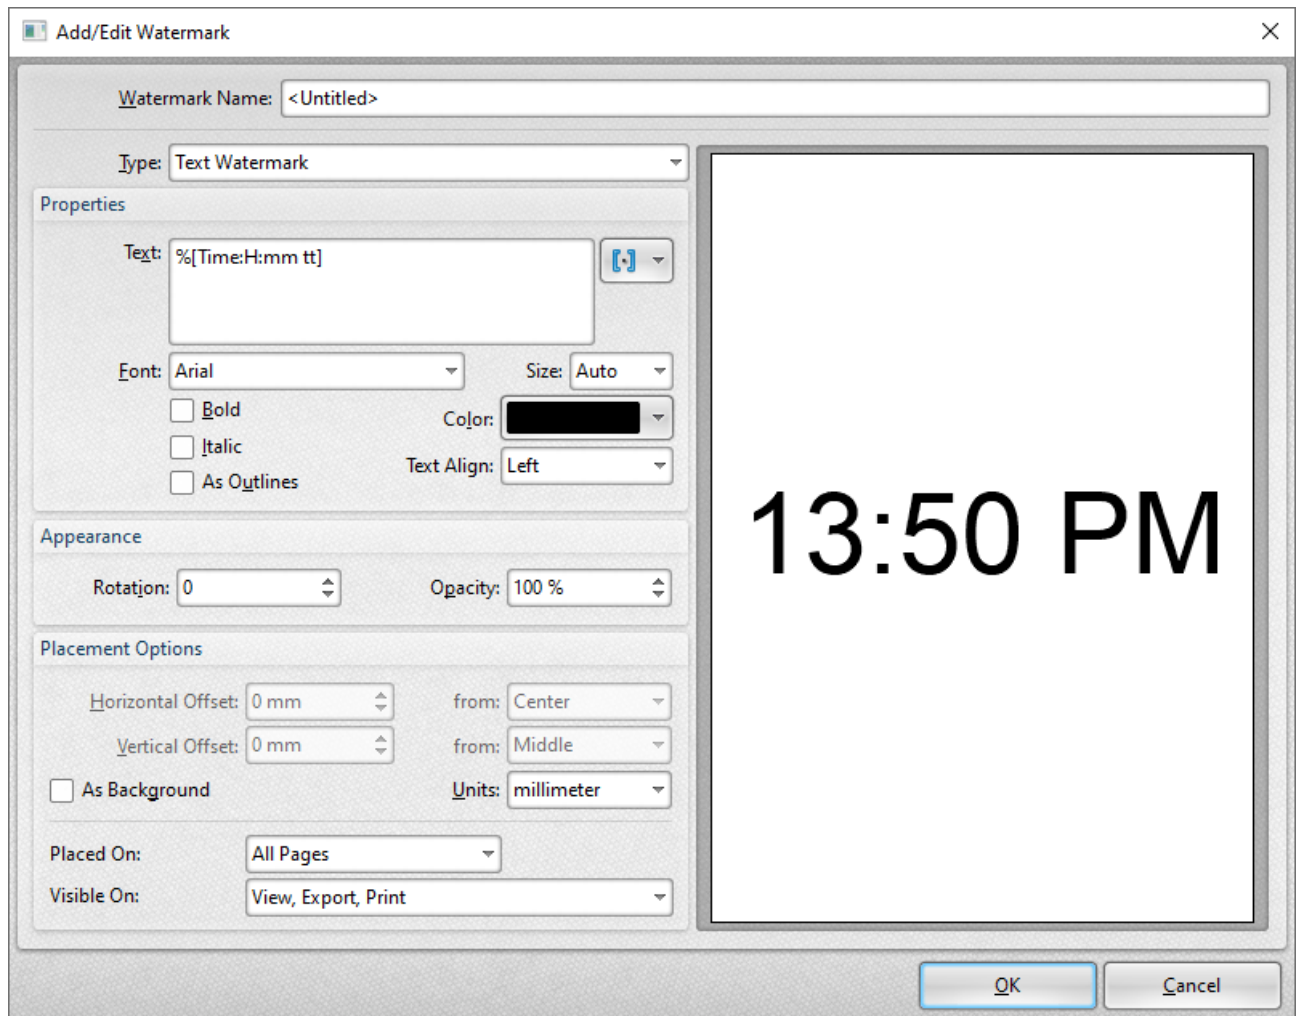 Add/Edit Watermark
Watermark Name: <Untitled>
Type: Text Watermark
Properties
Text: %[Time:H:mm tt]
Font: Arial Size: Auto
Bold
Color:
Italic
Text Align: Left
As Outlines
13:50 PM
Appearance
Rotation: 0 Opacity: 100 %
Placement Options
Horizontal Offset: 0 mm from: Center
Vertical Offset: 0 mm from: Middle
As Background Units: millimeter
Placed On: All Pages
Visible On: View, Export, Print
OK Cancel